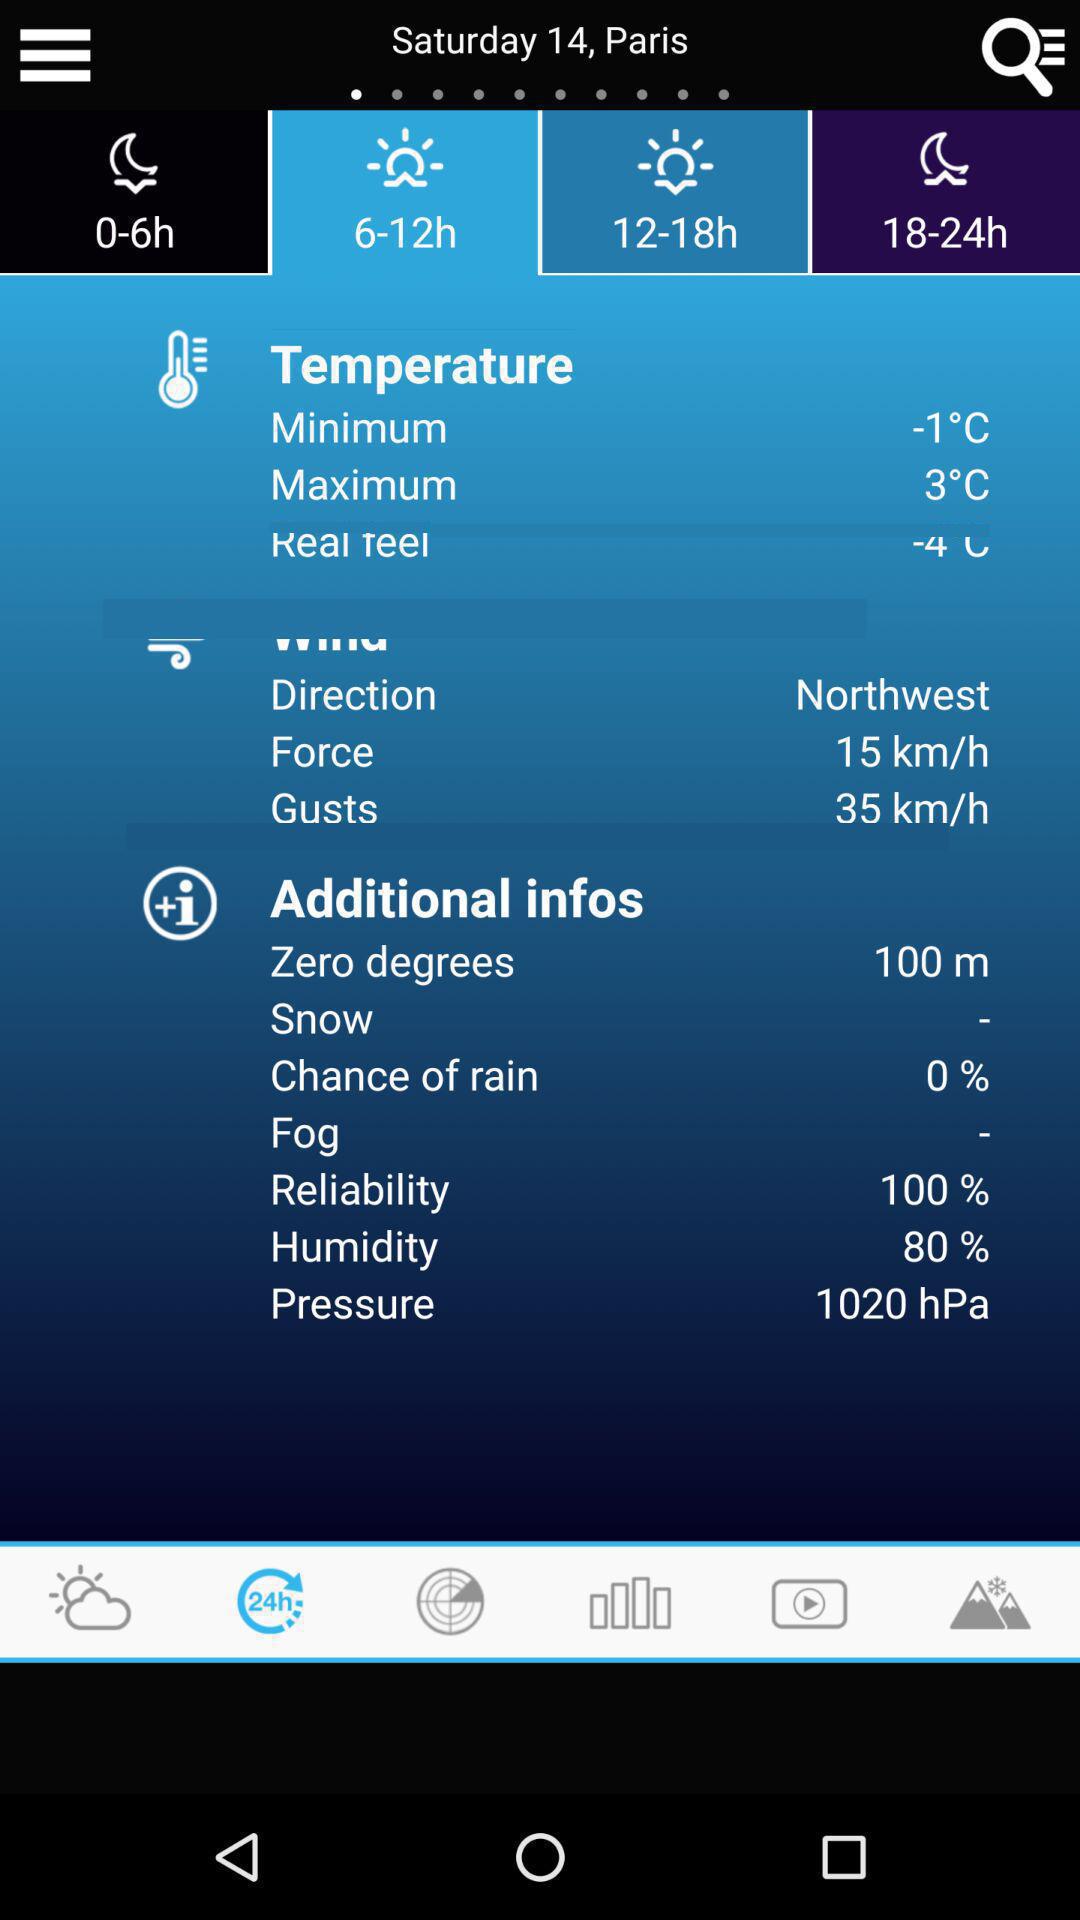 Saturday 14, Paris
0-6h
6-12h
12-18h
18-24h
Temperature
Minimum -1°C
Maximum 3°C
Real feel -4°C
Wind
Direction Northwest
Force 15 km/h
Gusts 35 km/h
Additional infos
Zero degrees 100 m
Snow -
Chance of rain 0 %
Fog -
Reliability 100 %
Humidity 80 %
Pressure 1020 hPa
24h